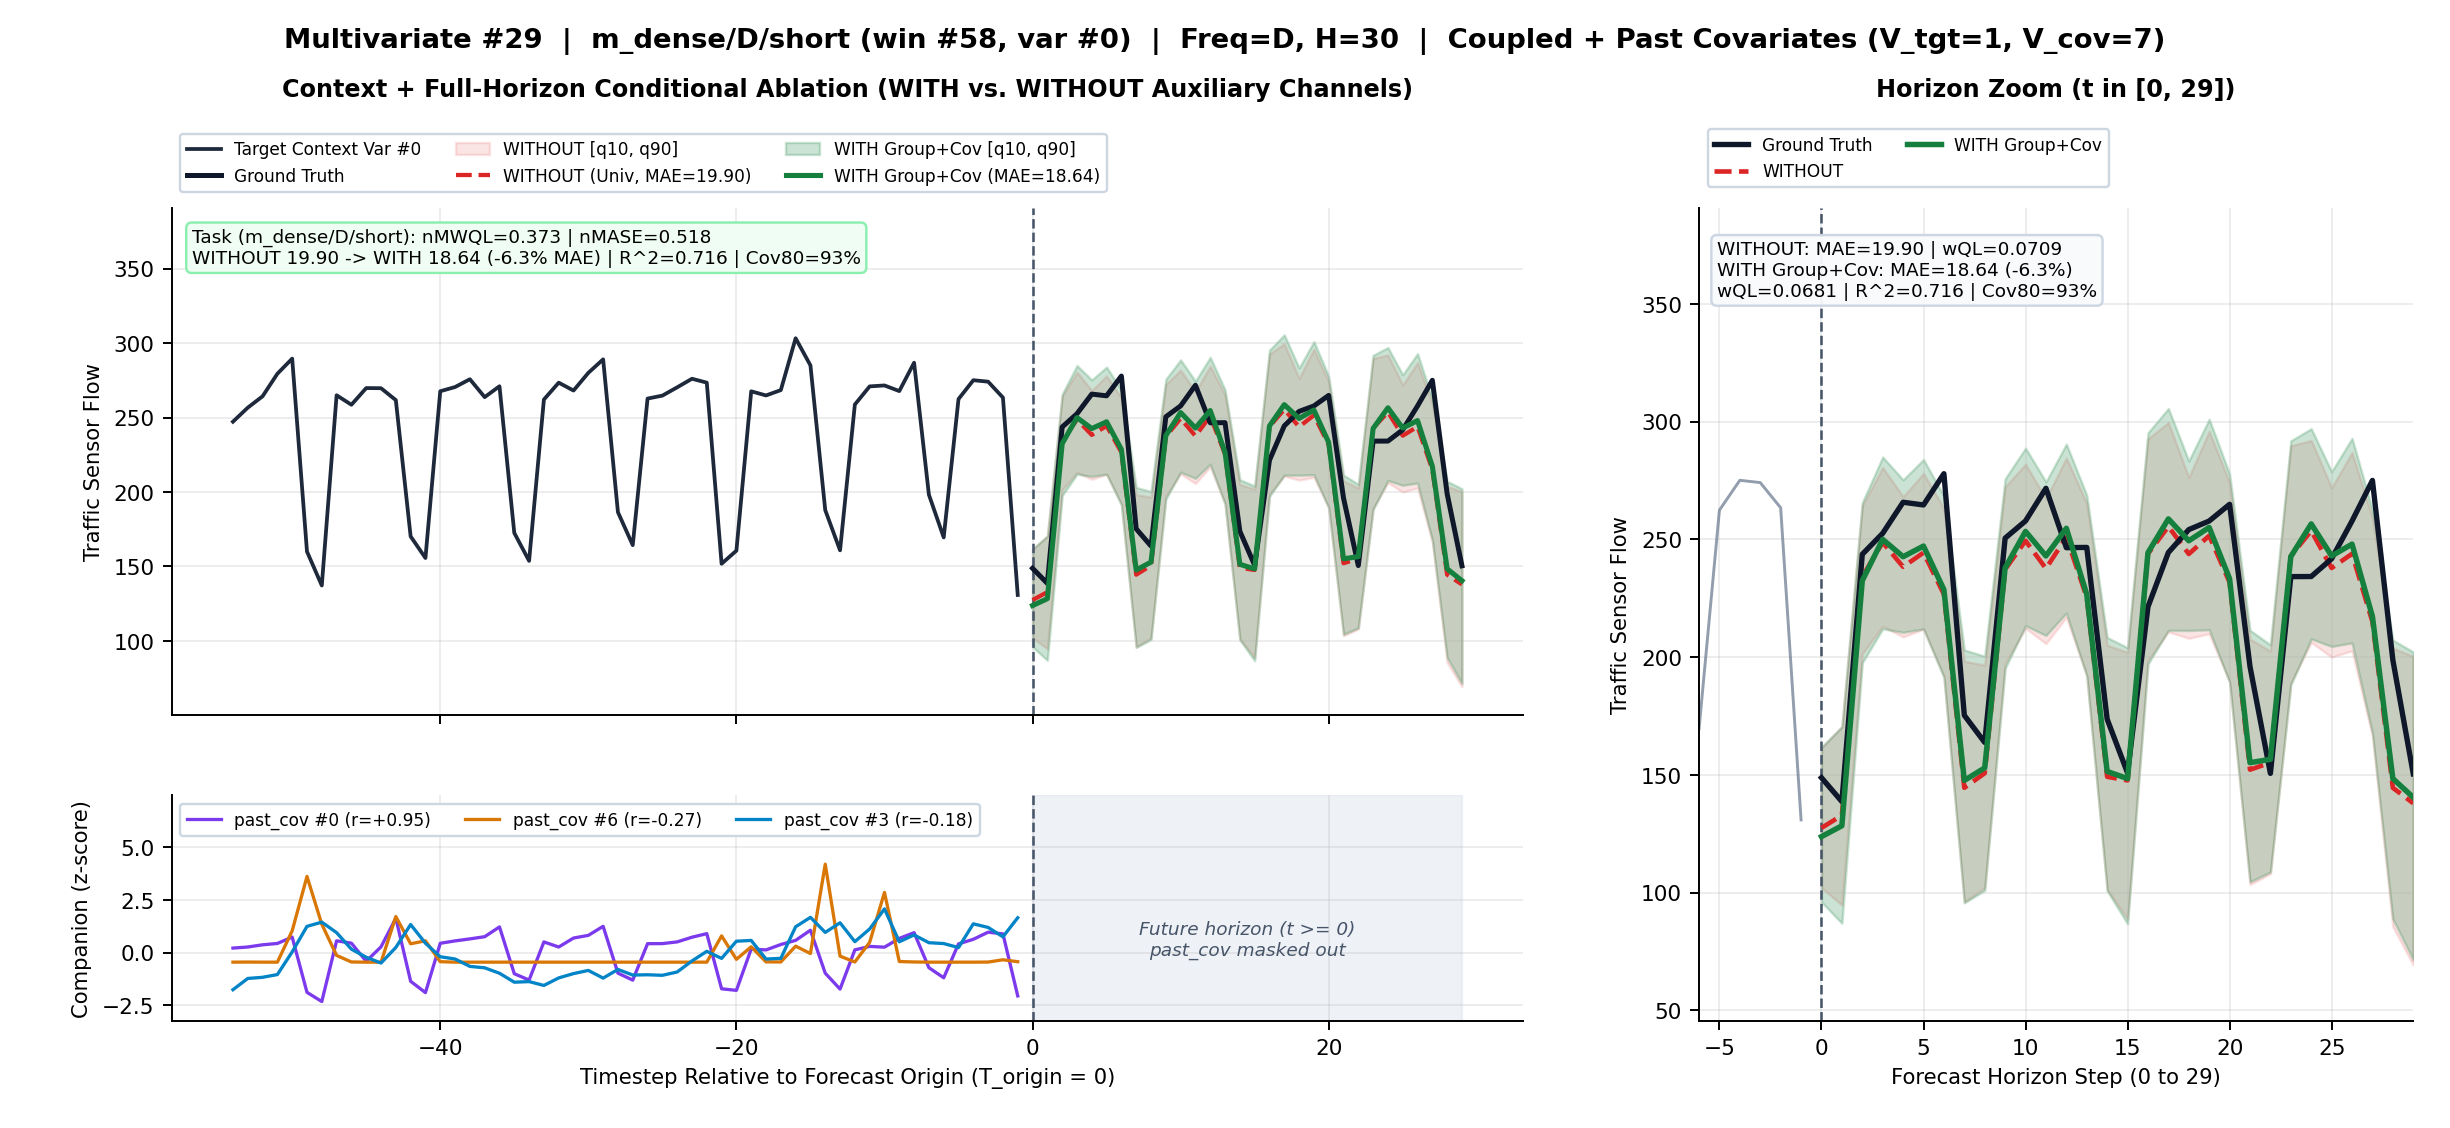 Multivariate #29 | m_dense/D/short (win #58, var #0) | Freq=D, H=30 | Coupled + Past Covariates (V_tgt=1, V_cov=7)
Context + Full-Horizon Conditional Ablation (WITH vs. WITHOUT Auxiliary Channels)
Target Context Var #0
Ground Truth
WITHOUT [q10, q90]
WITHOUT (Univ, MAE=19.90)
WITH Group+Cov [q10, q90]
WITH Group+Cov (MAE=18.64)
Task (m_dense/D/short): nMWQL=0.373 | nMASE=0.518
WITHOUT 19.90 -> WITH 18.64 (-6.3% MAE) | R^2=0.716 | Cov80=93%
Traffic Sensor Flow
350
300
250
200
150
100
past_cov #0 (r=+0.95)
past_cov #6 (r=-0.27)
past_cov #3 (r=-0.18)
Companion (z-score)
5.0
2.5
0.0
−2.5
Future horizon (t >= 0)
past_cov masked out
−40
−20
0
20
Timestep Relative to Forecast Origin (T_origin = 0)
Horizon Zoom (t in [0, 29])
Ground Truth
WITHOUT
WITH Group+Cov
WITHOUT: MAE=19.90 | wQL=0.0709
WITH Group+Cov: MAE=18.64 (-6.3%)
wQL=0.0681 | R^2=0.716 | Cov80=93%
Traffic Sensor Flow
350
300
250
200
150
100
50
−5
0
5
10
15
20
25
Forecast Horizon Step (0 to 29)